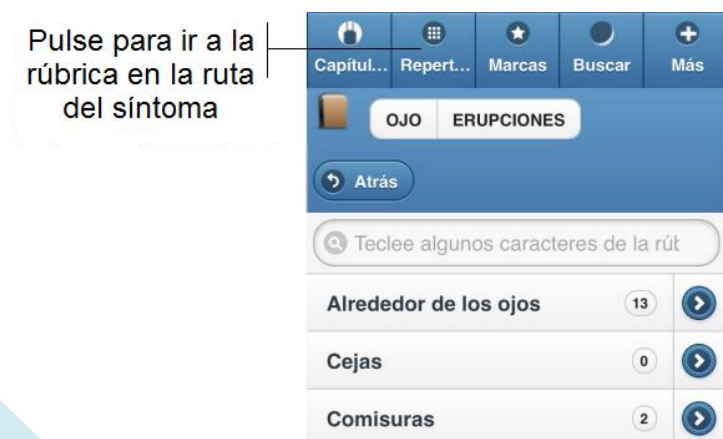 Pulse para ir a la
rúbrica en la ruta
del síntoma
Capítul... Repert... Marcas Buscar Más
OJO ERUPCIONES
Atrás
Teclee algunos caracteres de la rút
Alrededor de los ojos 13
Cejas 0
Comisuras 2